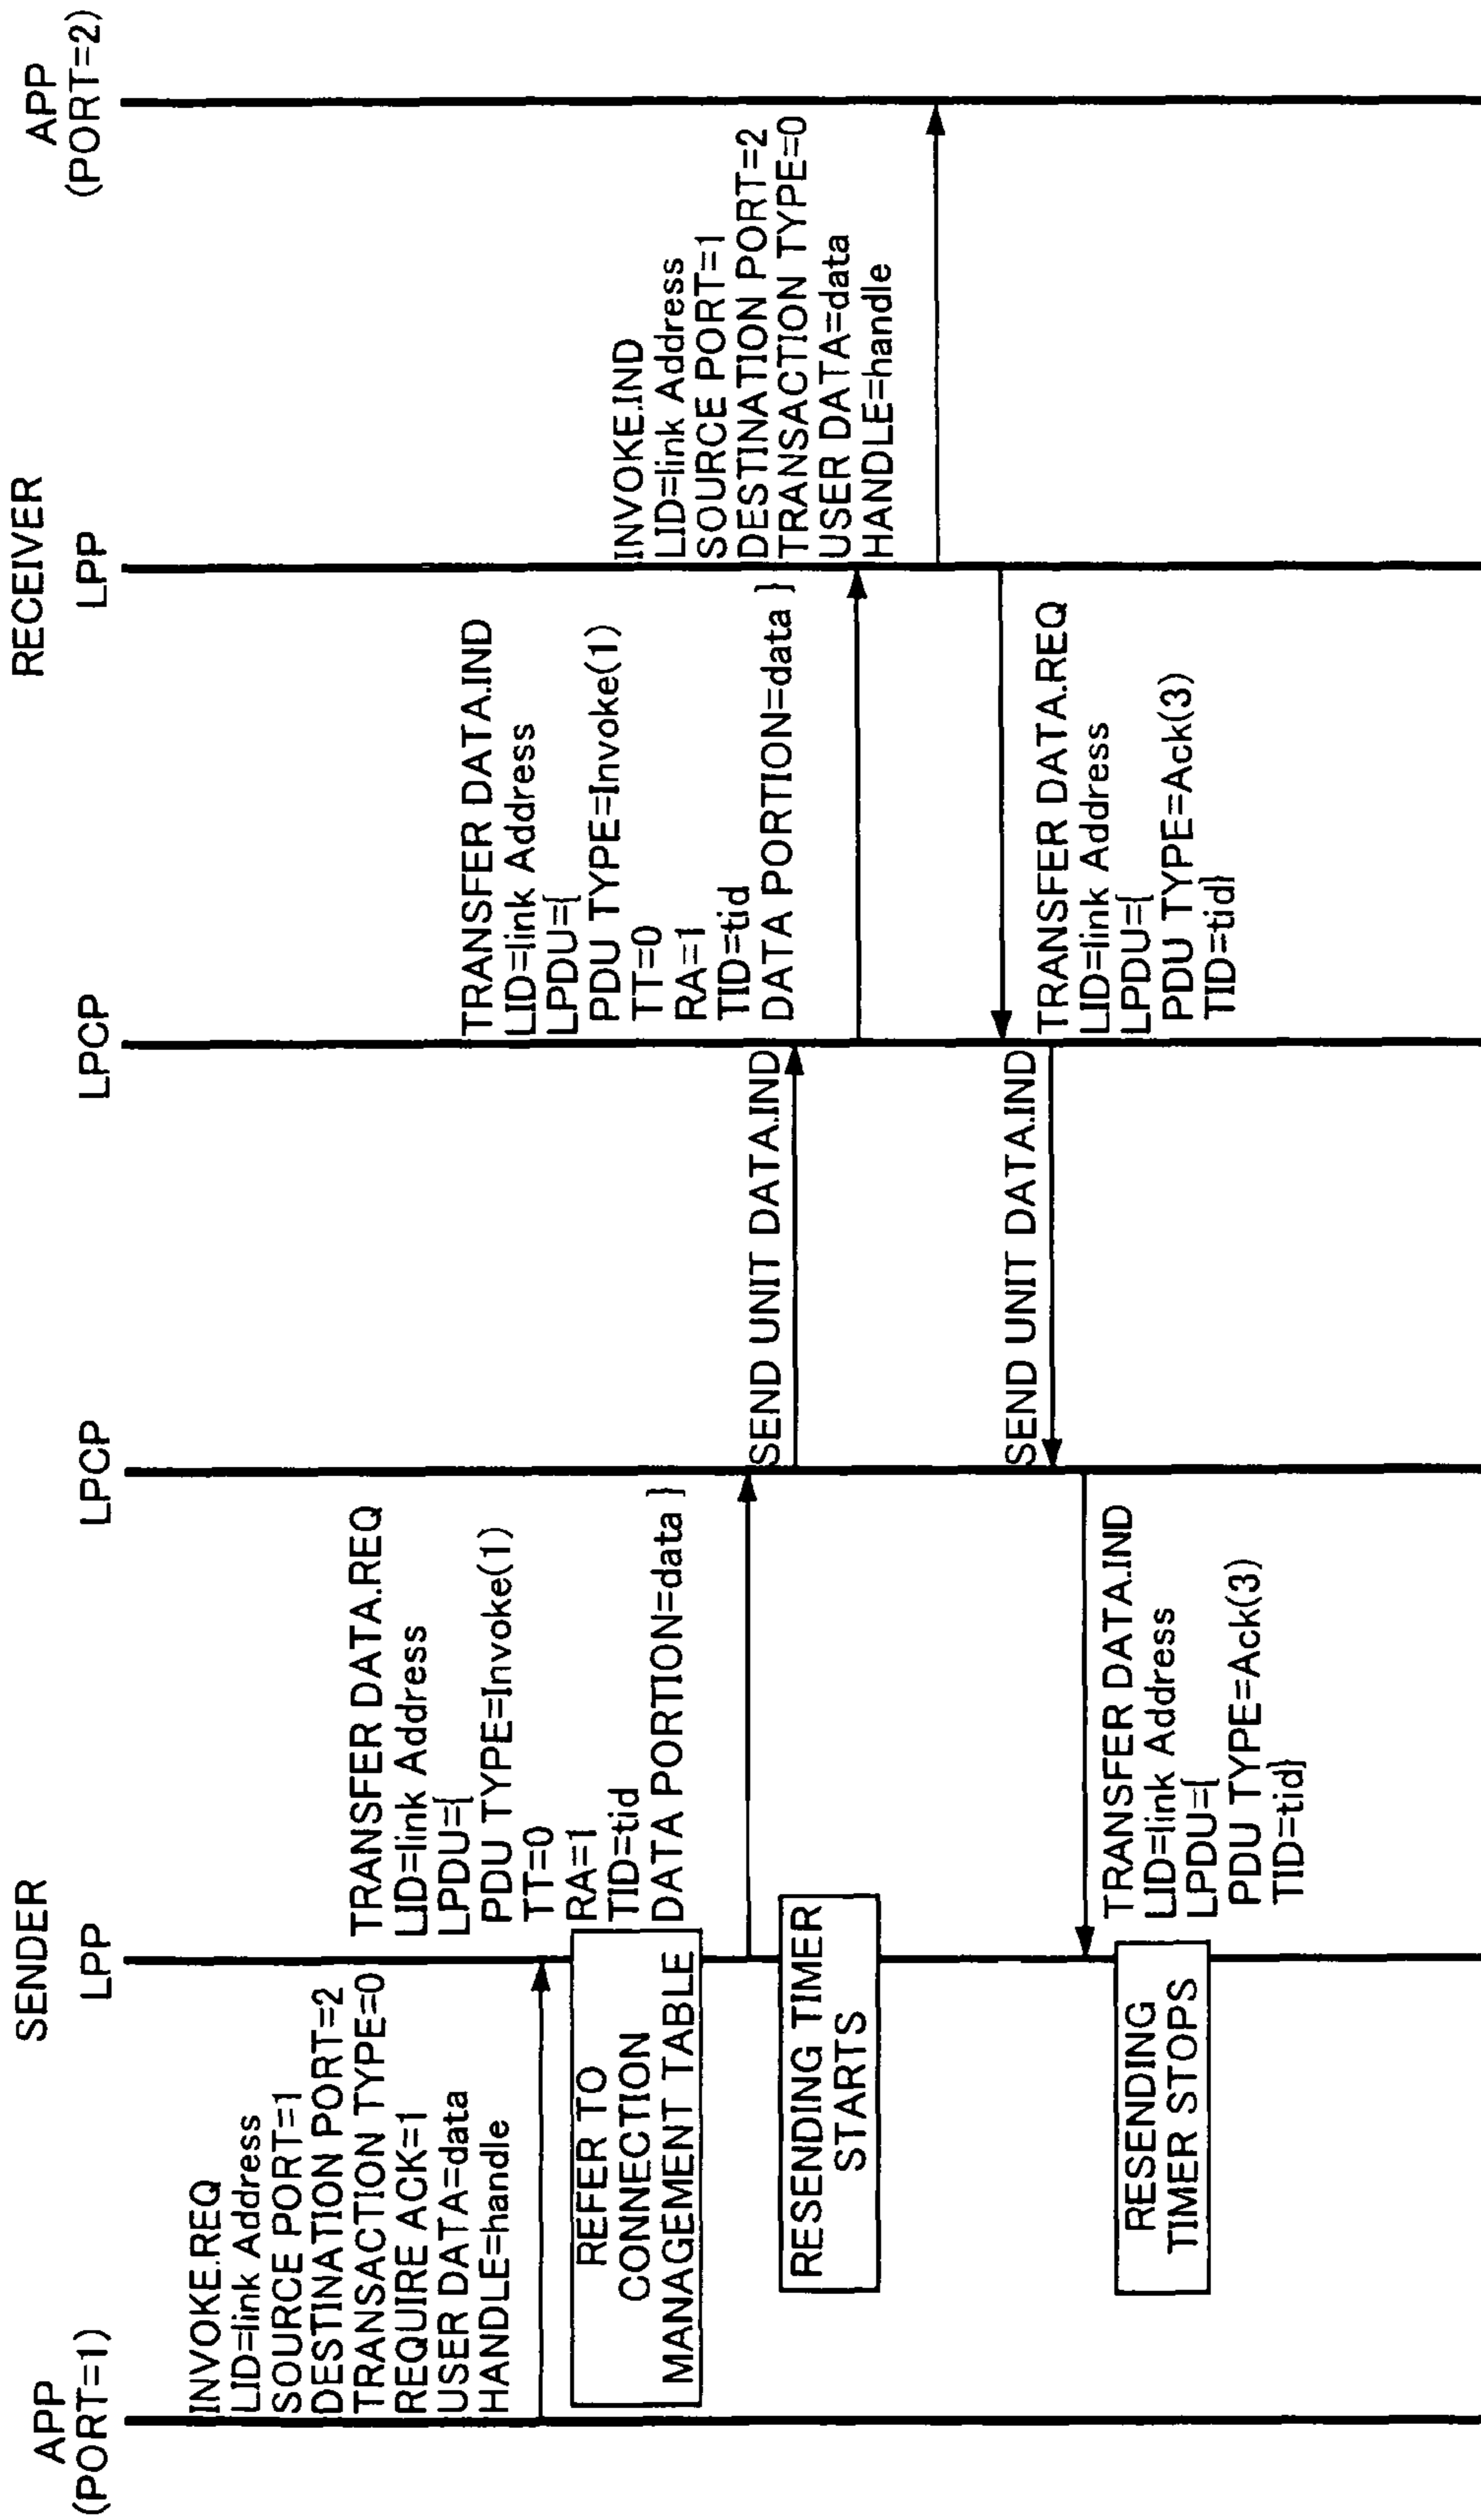 SENDER
RECEIVER
APP
(PORT=1)
LPP
LPCP
LPCP
LPP
APP
(PORT=2)
INVOKE.REQ
LID=link Address
SOURCE PORT=1
DESTINATION PORT=2
TRANSACTION TYPE=0
REQUIRE ACK=1
USER DATA=data
HANDLE=handle
REFER TO
CONNECTION
MANAGEMENT TABLE
TRANSFER DATA.REQ
LID=link Address
LPDU={
PDU TYPE=Invoke(1)
TT=0
RA=1
TID=tid
DATA PORTION=data }
RESENDING TIMER
STARTS
SEND UNIT DATA.IND
TRANSFER DATA.IND
LID=link Address
LPDU={
PDU TYPE=Invoke(1)
TT=0
RA=1
TID=tid
DATA PORTION=data }
INVOKE.IND
LID=link Address
SOURCE PORT=1
DESTINATION PORT=2
TRANSACTION TYPE=0
USER DATA=data
HANDLE=handle
TRANSFER DATA.REQ
LID=link Address
LPDU={
PDU TYPE=Ack(3)
TID=tid}
SEND UNIT DATA.IND
TRANSFER DATA.IND
LID=link Address
LPDU={
PDU TYPE=Ack(3)
TID=tid}
RESENDING
TIMER STOPS